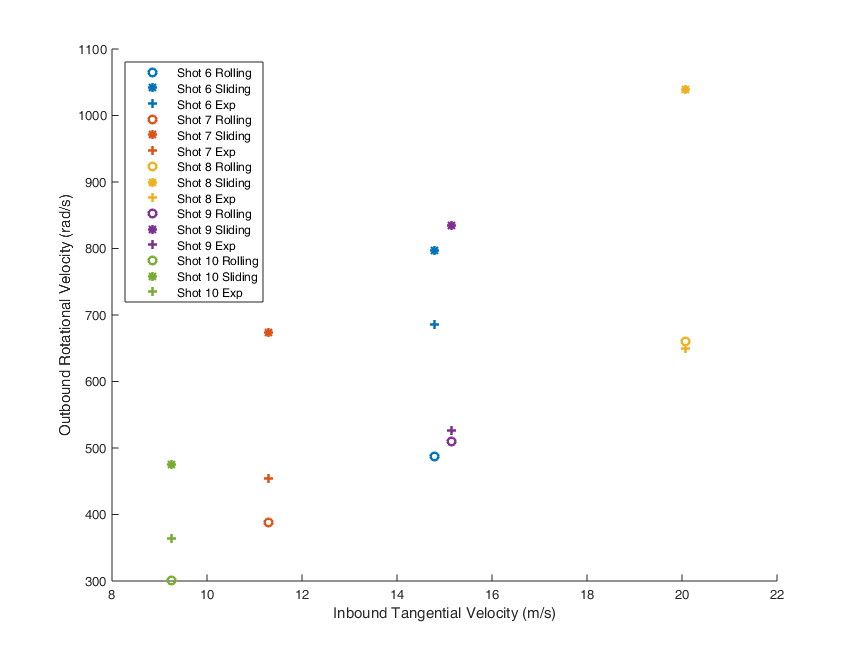 1100
1000
900
800
700
600
500
400
300
Outbound Rotational Velocity (rad/s)
Shot 6 Rolling
Shot 6 Sliding
Shot 6 Exp
Shot 7 Rolling
Shot 7 Sliding
Shot 7 Exp
Shot 8 Rolling
Shot 8 Sliding
Shot 8 Exp
Shot 9 Rolling
Shot 9 Sliding
Shot 9 Exp
Shot 10 Rolling
Shot 10 Sliding
Shot 10 Exp
8 10 12 14 16 18 20 22
Inbound Tangential Velocity (m/s)